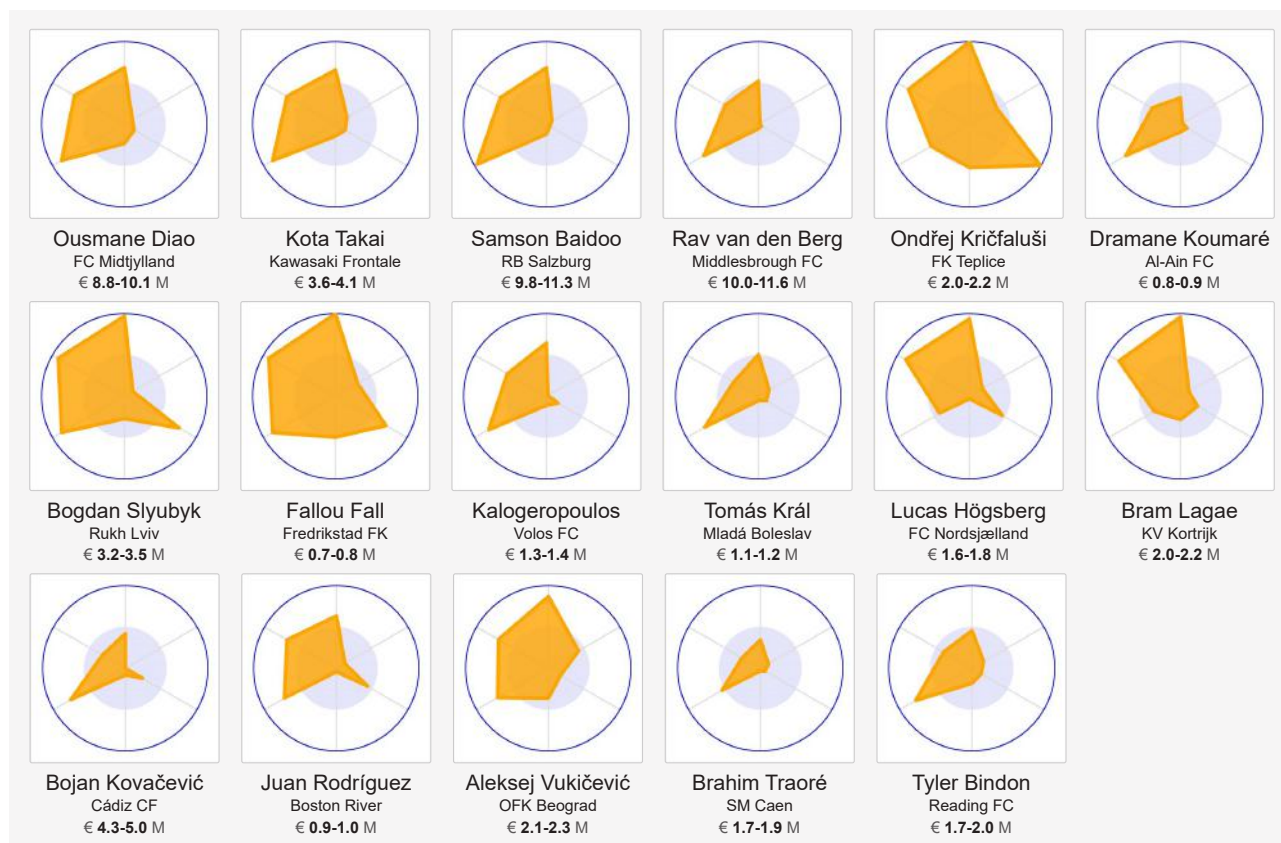 Ousmane Diao
FC Midtjylland
€ 8.8-10.1 M
Kota Takai
Kawasaki Frontale
€ 3.6-4.1 M
Samson Baidoo
RB Salzburg
€ 9.8-11.3 M
Rav van den Berg
Middlesbrough FC
€ 10.0-11.6 M
Ondřej Kričfaluši
FK Teplice
€ 2.0-2.2 M
Dramane Koumaré
Al-Ain FC
€ 0.8-0.9 M
Bogdan Slyubyk
Rukh Lviv
€ 3.2-3.5 M
Fallou Fall
Fredrikstad FK
€ 0.7-0.8 M
Kalogeropoulos
Volos FC
€ 1.3-1.4 M
Tomás Král
Mladá Boleslav
€ 1.1-1.2 M
Lucas Högsberg
FC Nordsjælland
€ 1.6-1.8 M
Bram Lagae
KV Kortrijk
€ 2.0-2.2 M
Bojan Kovačević
Cádiz CF
€ 4.3-5.0 M
Juan Rodríguez
Boston River
€ 0.9-1.0 M
Aleksej Vukičević
OFK Beograd
€ 2.1-2.3 M
Brahim Traoré
SM Caen
€ 1.7-1.9 M
Tyler Bindon
Reading FC
€ 1.7-2.0 M